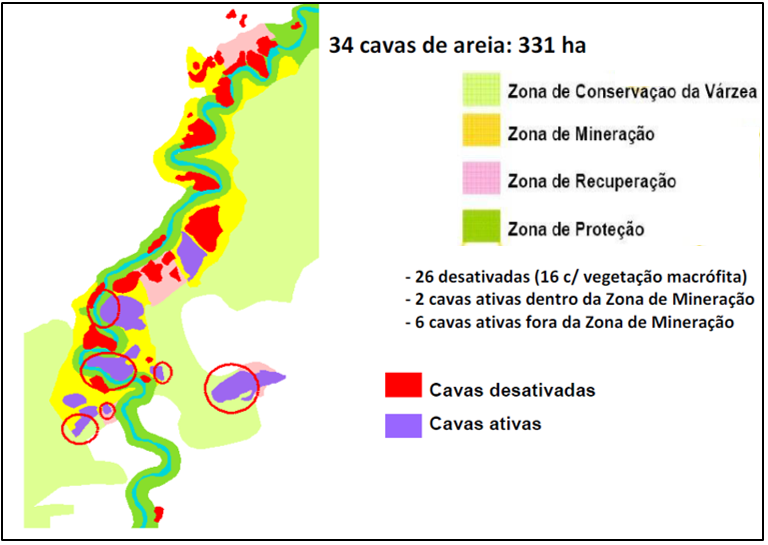 34 cavas de areia: 331 ha
Zona de Conservaçao da Várzea
Zona de Mineração
Zona de Recuperação
Zona de Proteção
- 26 desativadas (16 c/ vegetação macrófita)
- 2 cavas ativas dentro da Zona de Mineração
- 6 cavas ativas fora da Zona de Mineração
Cavas desativadas
Cavas ativas